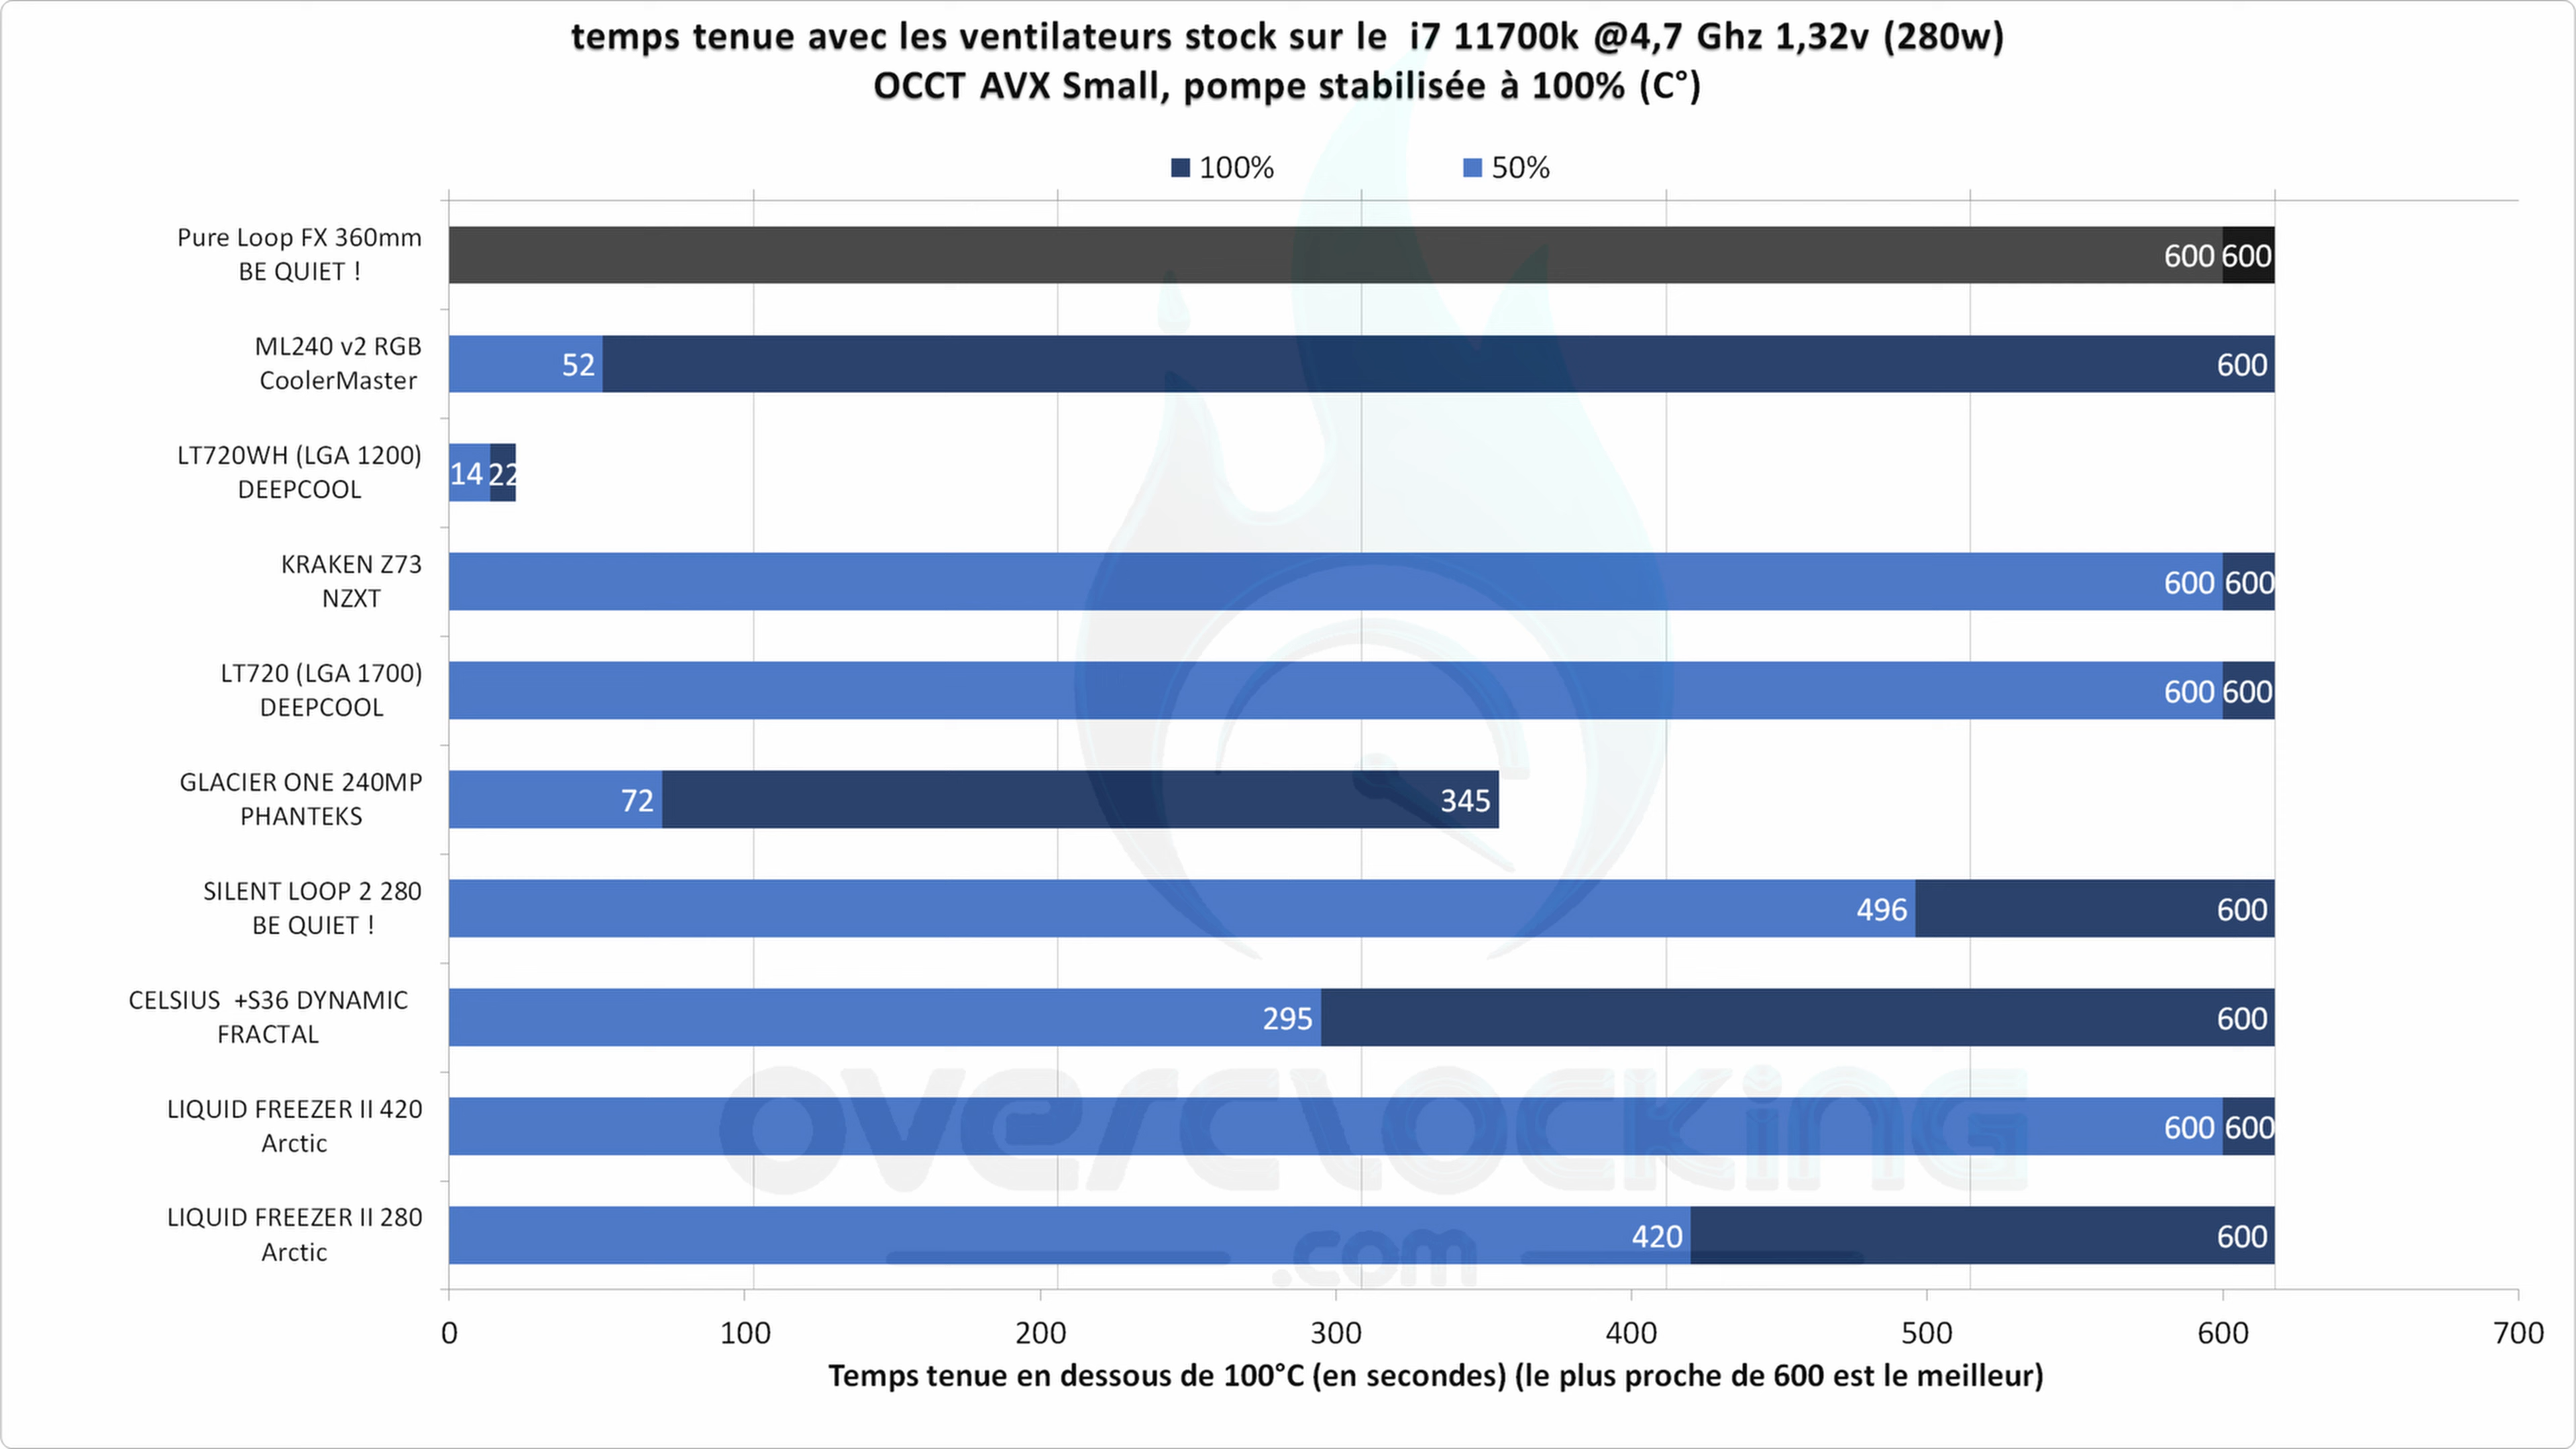 temps tenue avec les ventilateurs stock sur le  i7 11700k @4,7 Ghz 1,32v (280w)
OCCT AVX Small, pompe stabilisée à 100% (C°)
100% 50%
Pure Loop FX 360mm
BE QUIET !
600 600
ML240 v2 RGB
CoolerMaster
52 600
LT720WH (LGA 1200)
DEEPCOOL
14 22
KRAKEN Z73
NZXT
600 600
LT720 (LGA 1700)
DEEPCOOL
600 600
GLACIER ONE 240MP
PHANTEKS
72 345
SILENT LOOP 2 280
BE QUIET !
496 600
CELSIUS  +S36 DYNAMIC
FRACTAL
295 600
LIQUID FREEZER II 420
Arctic
600 600
LIQUID FREEZER II 280
Arctic
420 600
overclocking
.com
0 100 200 300 400 500 600 700
Temps tenue en dessous de 100°C (en secondes) (le plus proche de 600 est le meilleur)